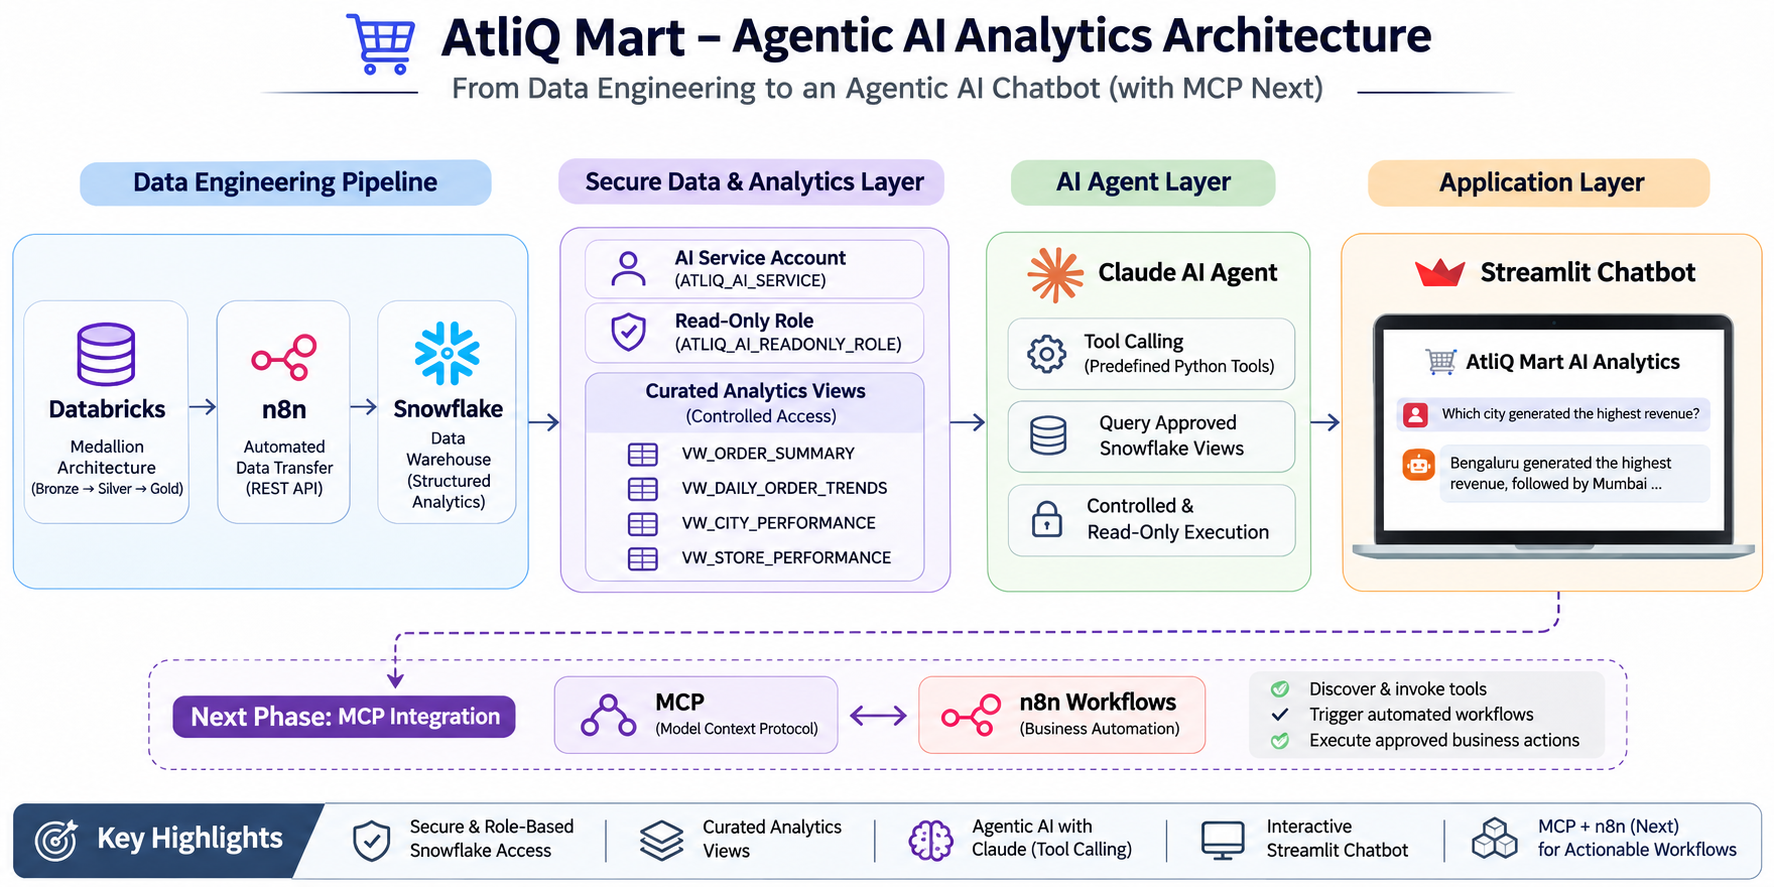 AtliQ Mart – Agentic AI Analytics Architecture
From Data Engineering to an Agentic AI Chatbot (with MCP Next)
Data Engineering Pipeline
Databricks
Medallion
Architecture
(Bronze → Silver → Gold)
n8n
Automated
Data Transfer
(REST API)
Snowflake
Data
Warehouse
(Structured
Analytics)
Secure Data & Analytics Layer
AI Service Account
(ATLIQ_AI_SERVICE)
Read-Only Role
(ATLIQ_AI_READONLY_ROLE)
Curated Analytics Views
(Controlled Access)
VW_ORDER_SUMMARY
VW_DAILY_ORDER_TRENDS
VW_CITY_PERFORMANCE
VW_STORE_PERFORMANCE
AI Agent Layer
Claude AI Agent
Tool Calling
(Predefined Python Tools)
Query Approved
Snowflake Views
Controlled &
Read-Only Execution
Application Layer
Streamlit Chatbot
AtliQ Mart AI Analytics
Which city generated the highest revenue?
Bengaluru generated the highest
revenue, followed by Mumbai ...
Next Phase: MCP Integration
MCP
(Model Context Protocol)
n8n Workflows
(Business Automation)
Discover & invoke tools
Trigger automated workflows
Execute approved business actions
Key Highlights
Secure & Role-Based
Snowflake Access
Curated Analytics
Views
Agentic AI with
Claude (Tool Calling)
Interactive
Streamlit Chatbot
MCP + n8n (Next)
for Actionable Workflows